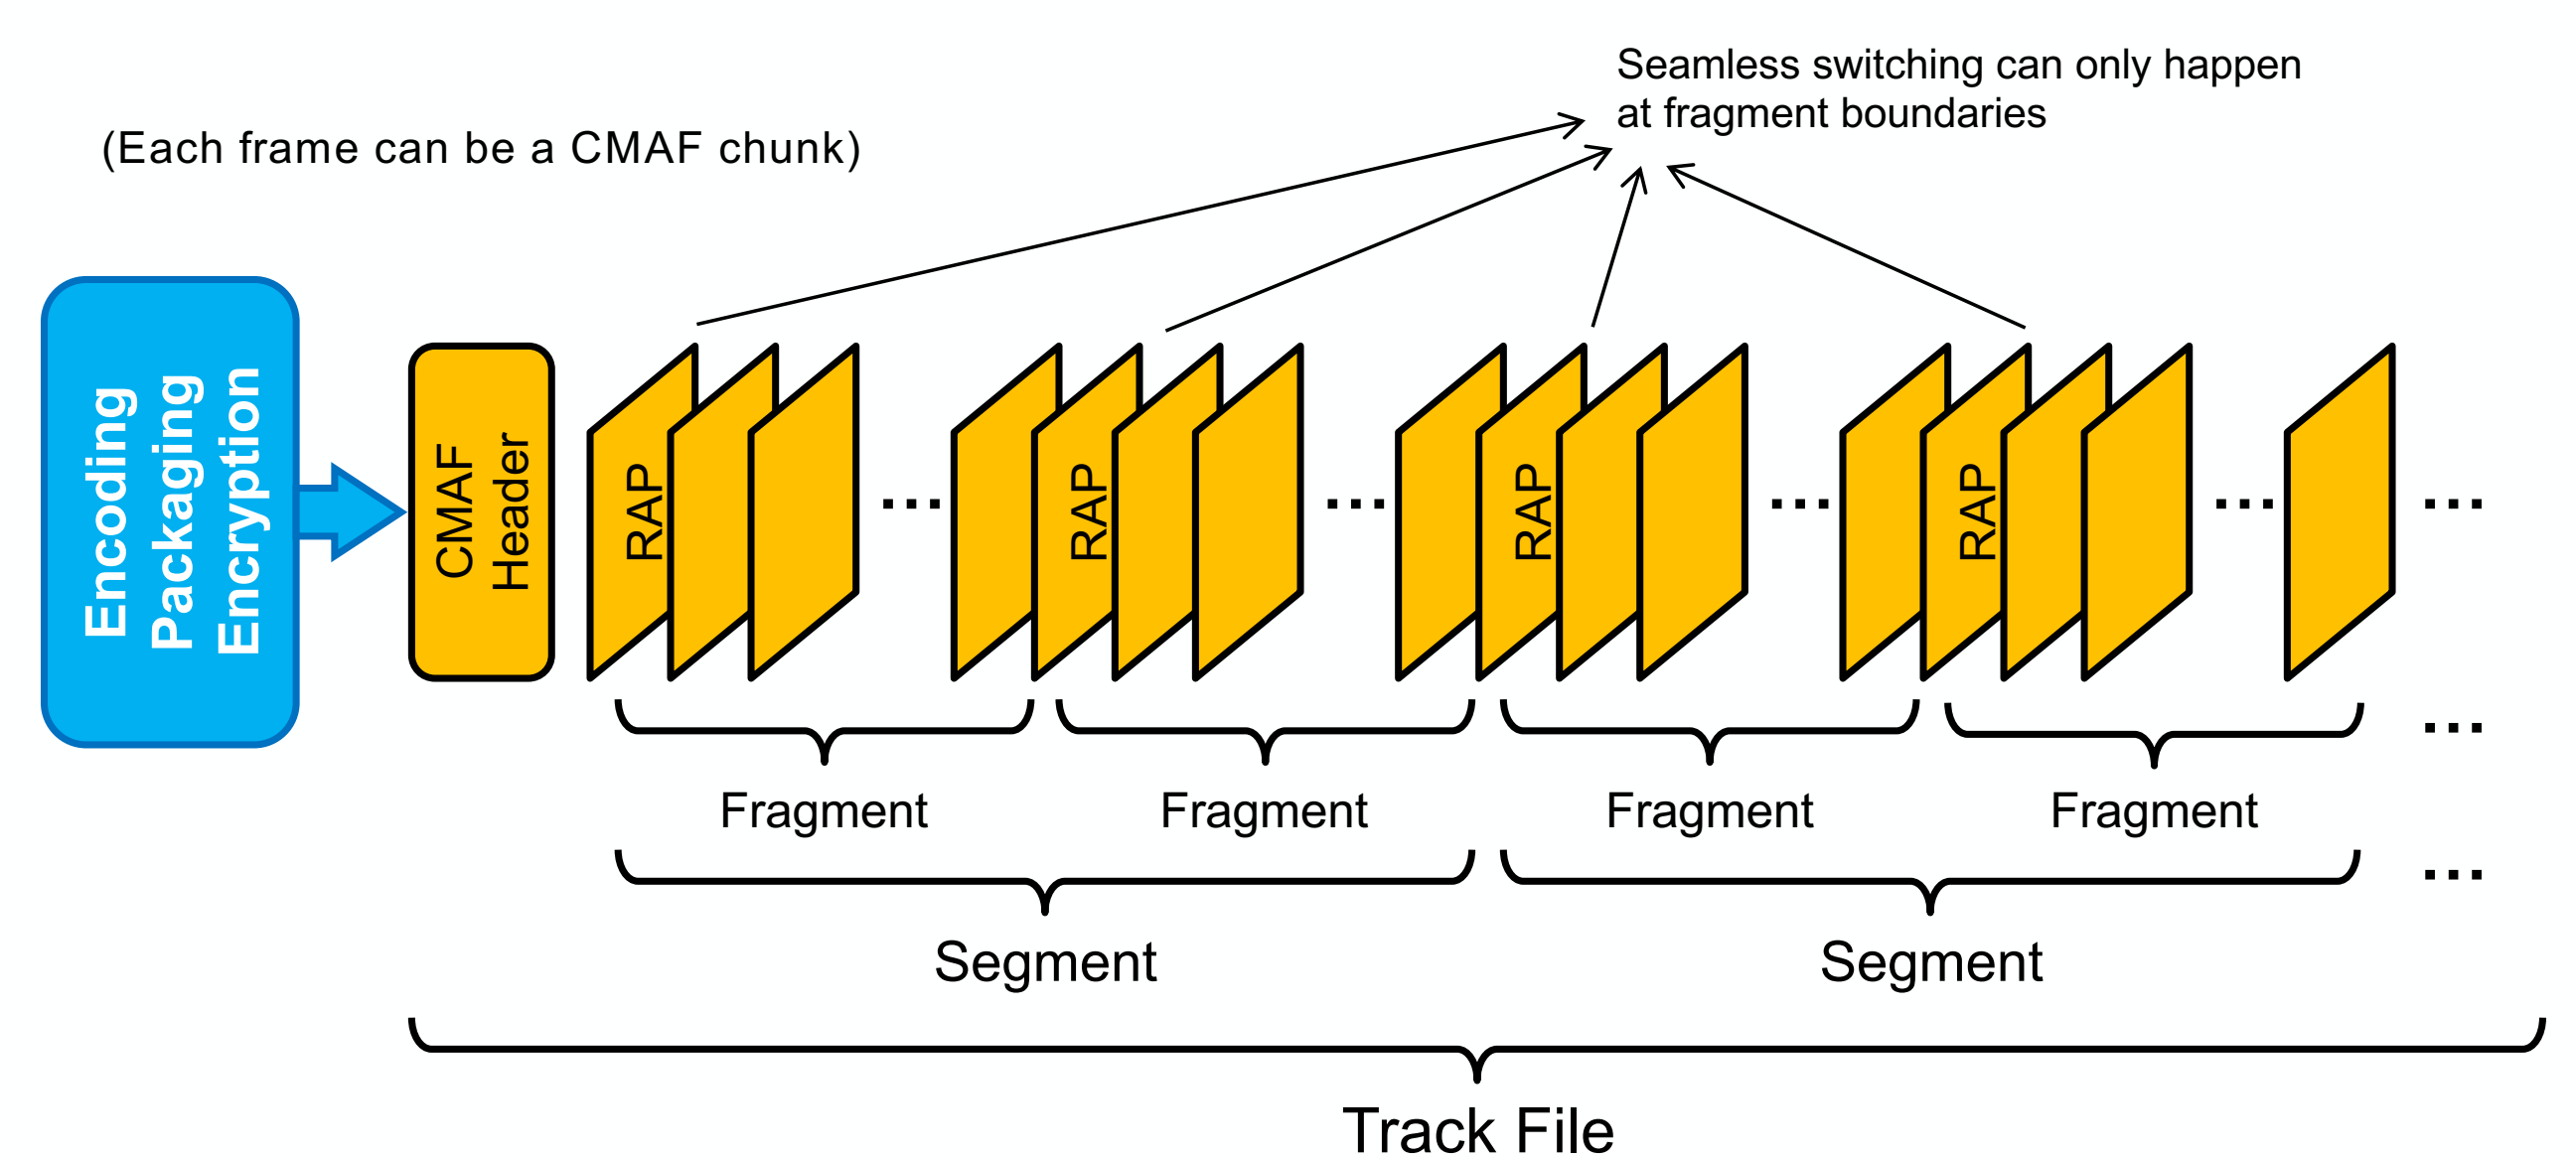 Seamless switching can only happen
at fragment boundaries
(Each frame can be a CMAF chunk)
Encoding
Packaging
Encryption
CMAF
Header
RAP
...
RAP
...
RAP
...
RAP
...
...
...
Fragment
Fragment
Fragment
Fragment
...
Segment
Segment
Track File